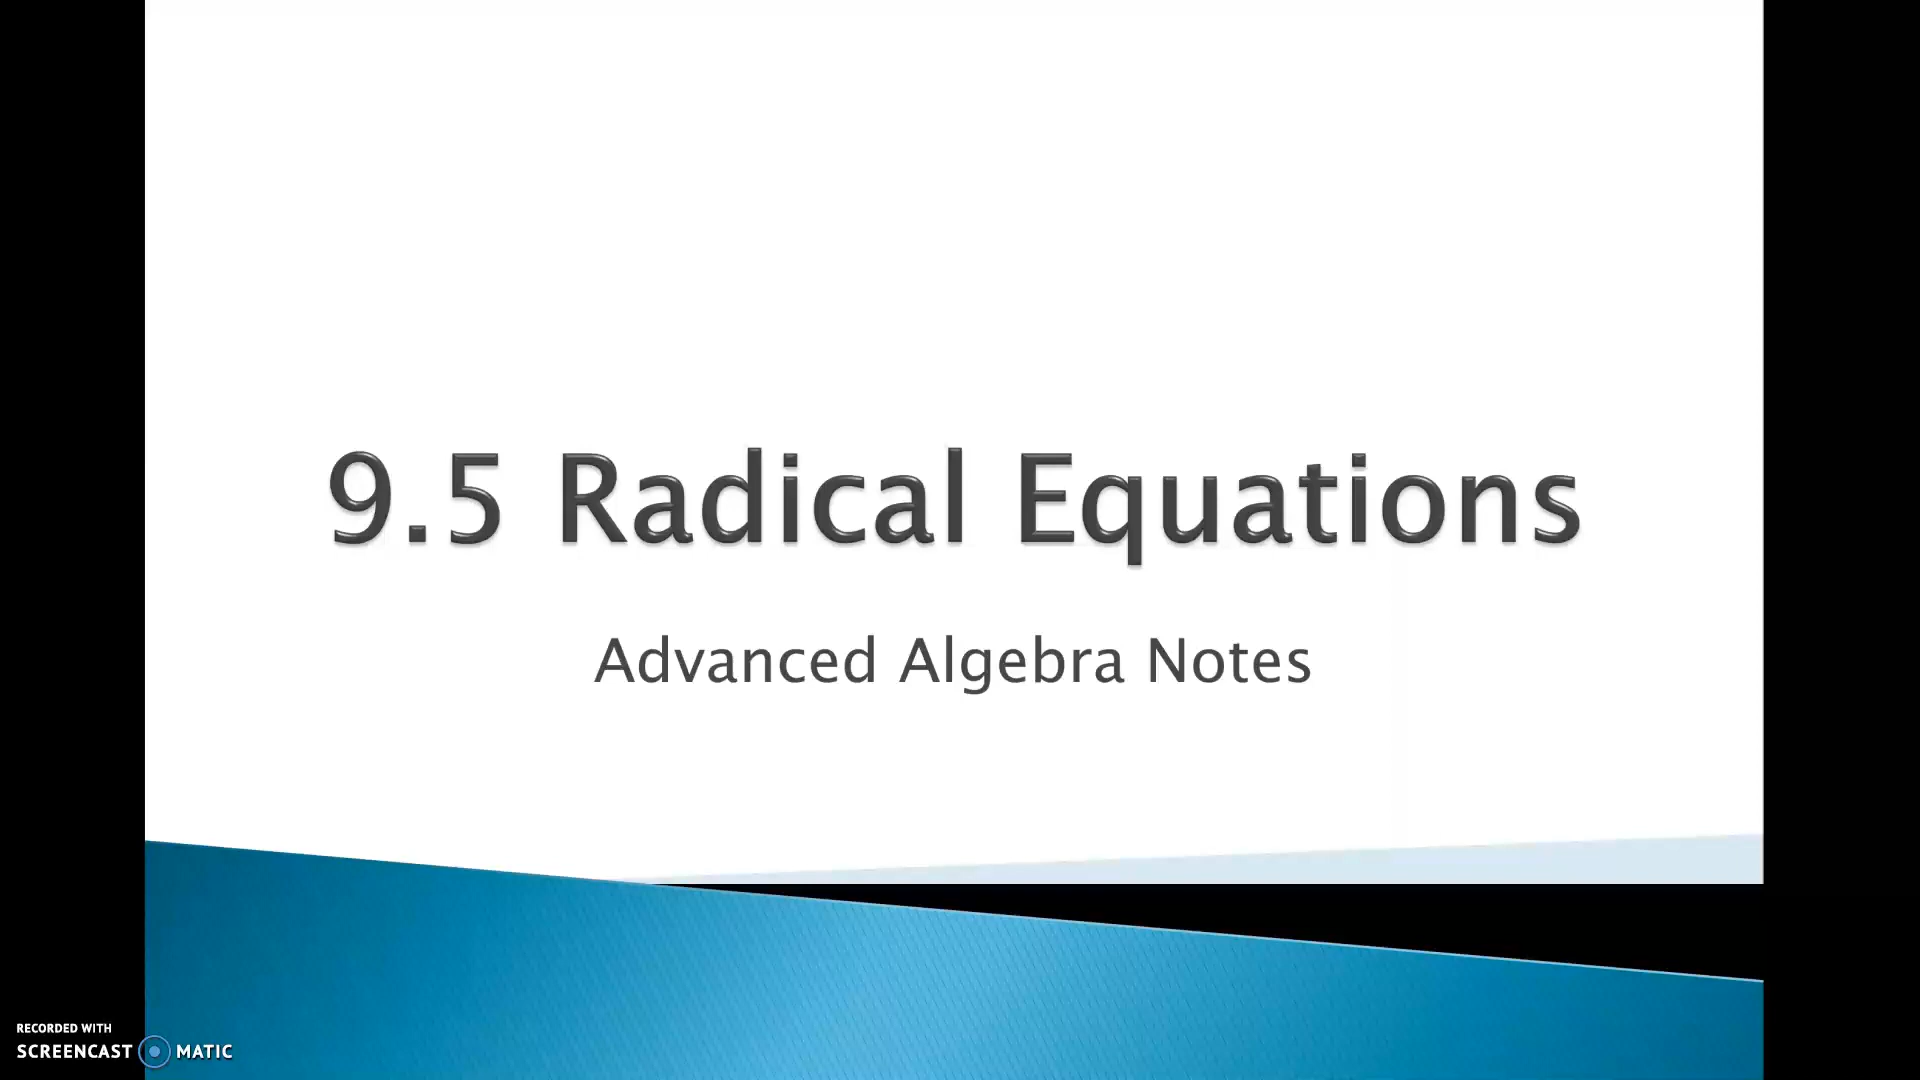 9.5 Radical Equations
Advanced Algebra Notes
RECORDED WITH
SCREENCAST MATIC